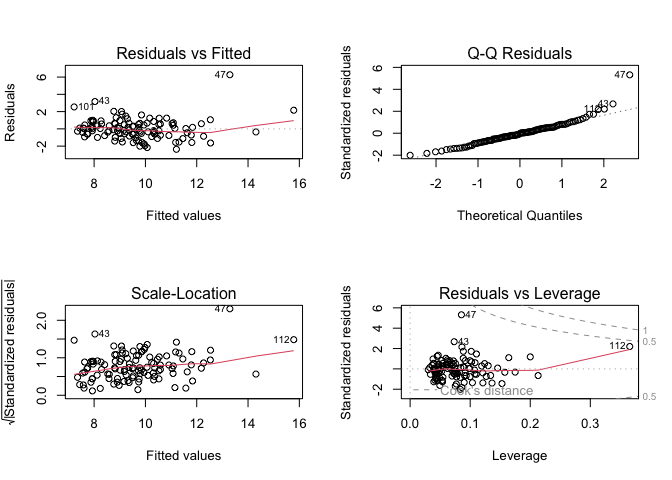 Residuals vs Fitted
Residuals
6
2
-2
47
43
101
8 10 12 14 16
Fitted values
Q-Q Residuals
Standardized residuals
6
4
2
0
-2
47
43
-2 -1 0 1 2
Theoretical Quantiles
Scale-Location
√|Standardized residuals|
2.0
1.0
0.0
47
43
112
8 10 12 14 16
Fitted values
Residuals vs Leverage
Standardized residuals
6
4
2
0
-2
47
43
112
1
0.5
0.5
Cook's distance
0.0 0.1 0.2 0.3
Leverage